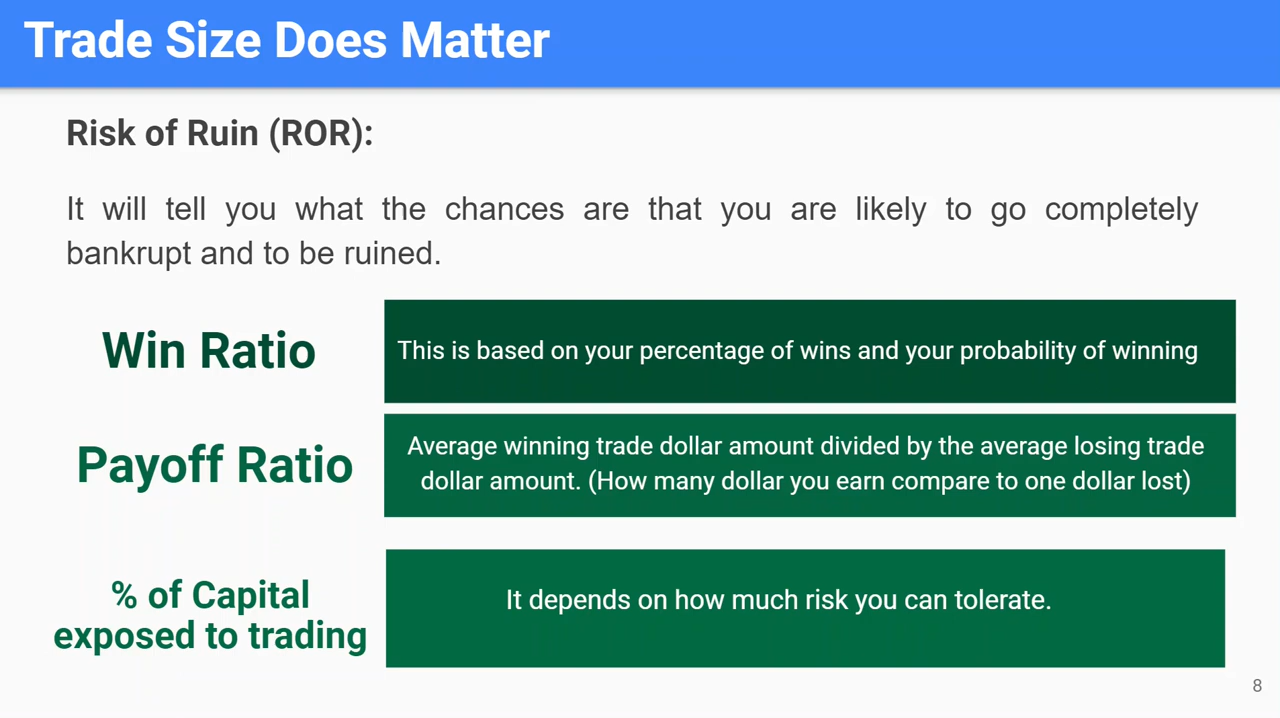 Trade Size Does Matter
Risk of Ruin (ROR):
It will tell you what the chances are that you are likely to go completely
bankrupt and to be ruined.
Win Ratio
This is based on your percentage of wins and your probability of winning
Payoff Ratio
Average winning trade dollar amount divided by the average losing trade
dollar amount. (How many dollar you earn compare to one dollar lost)
% of Capital
exposed to trading
It depends on how much risk you can tolerate.
8